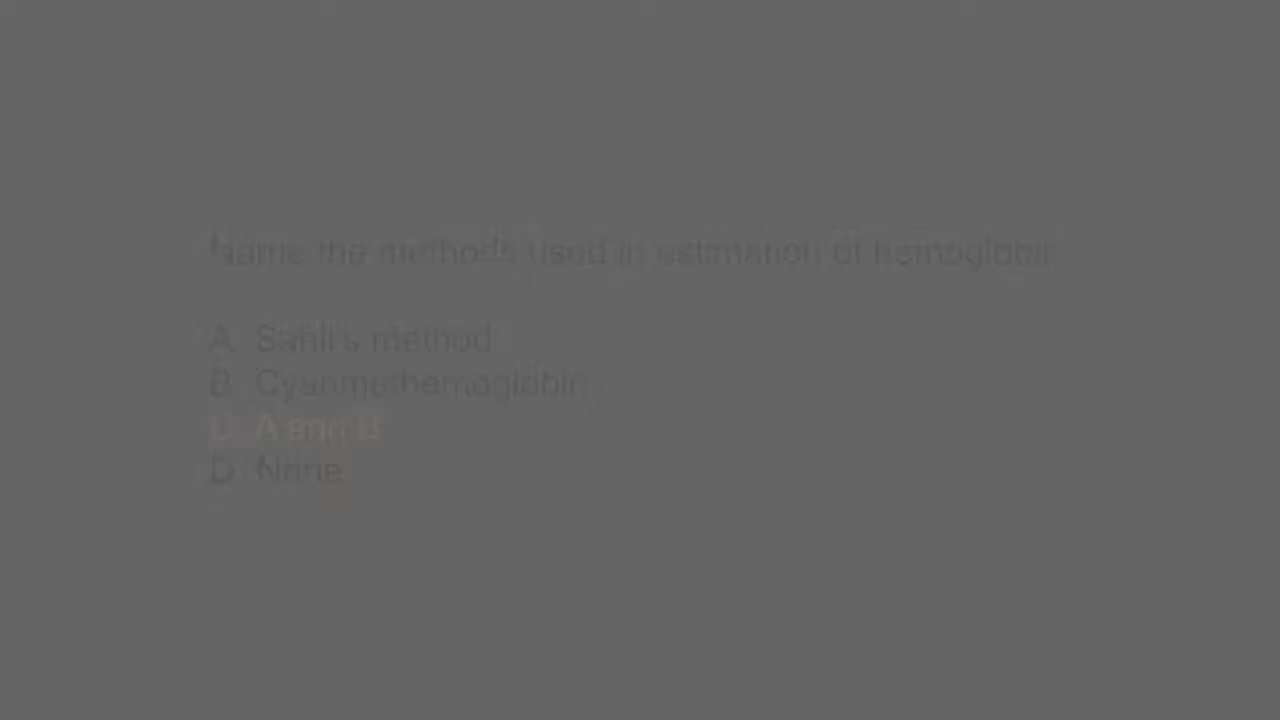 Name the methods used in estimation of hemoglobin
A. Sahli's method
B. Cyanmethemoglobin
C. A and B
D. None